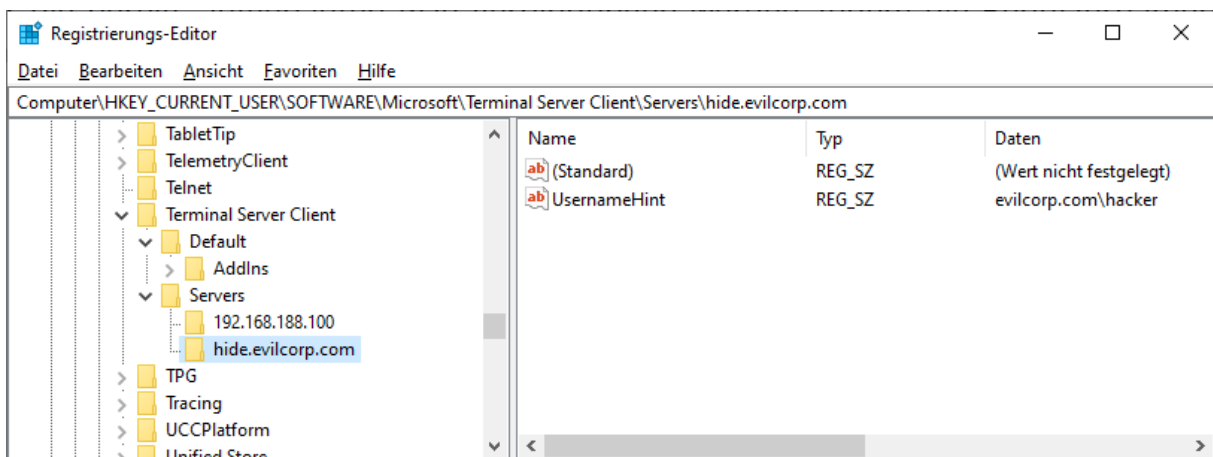 Registrierungs-Editor
Datei Bearbeiten Ansicht Favoriten Hilfe
Computer\HKEY_CURRENT_USER\SOFTWARE\Microsoft\Terminal Server Client\Servers\hide.evilcorp.com
TabletTip
TelemetryClient
Telnet
Terminal Server Client
Default
AddIns
Servers
192.168.188.100
hide.evilcorp.com
TPG
Tracing
UCCPlatform
Unified Store
Name Typ Daten
(Standard) REG_SZ (Wert nicht festgelegt)
UsernameHint REG_SZ evilcorp.com\hacker